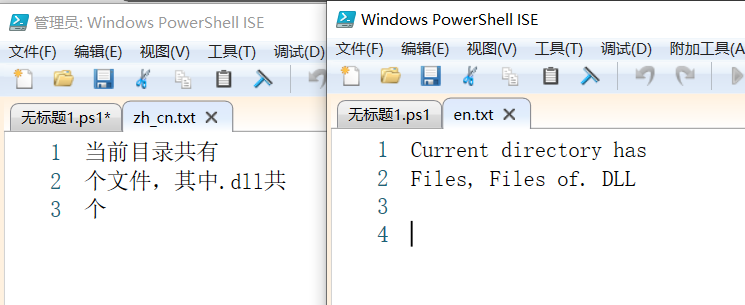 管理员: Windows PowerShell ISE
文件(F) 编辑(E) 视图(V) 工具(T) 调试(D)
无标题1.ps1* zh_cn.txt
1 当前目录共有
2 个文件，其中.dll共
3 个
Windows PowerShell ISE
文件(F) 编辑(E) 视图(V) 工具(T) 调试(D) 附加工具(A
无标题1.ps1 en.txt
1 Current directory has
2 Files, Files of. DLL
3
4